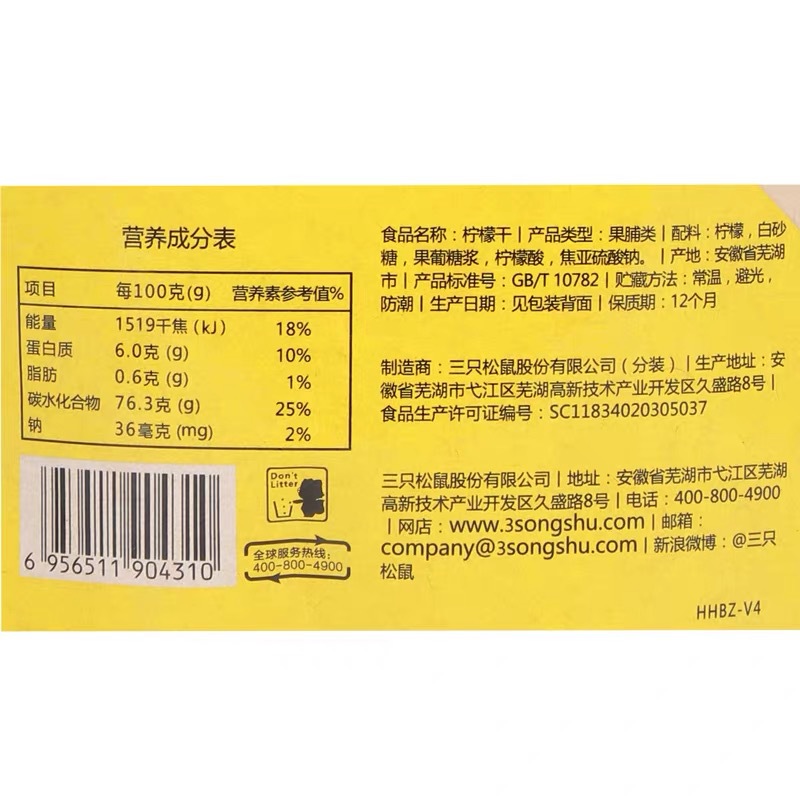 营养成分表
项目 每100克(g) 营养素参考值%
能量 1519千焦(kJ) 18%
蛋白质 6.0克(g) 10%
脂肪 0.6克(g) 1%
碳水化合物 76.3克(g) 25%
钠 36毫克(mg) 2%
6 956511 904310
Don't
Litter
全球服务热线:
400-800-4900
食品名称：柠檬干|产品类型：果脯类|配料：柠檬，白砂
糖，果葡糖浆，柠檬酸，焦亚硫酸钠。|产地：安徽省芜湖
市|产品标准号：GB/T 10782|贮藏方法：常温，避光，
防潮|生产日期：见包装背面|保质期：12个月
制造商：三只松鼠股份有限公司（分装）|生产地址：安
徽省芜湖市弋江区芜湖高新技术产业开发区久盛路8号|
食品生产许可证编号：SC11834020305037
三只松鼠股份有限公司|地址：安徽省芜湖市弋江区芜湖
高新技术产业开发区久盛路8号|电话：400-800-4900
|网店：www.3songshu.com|邮箱：
company@3songshu.com|新浪微博：@三只
松鼠
HHBZ-V4